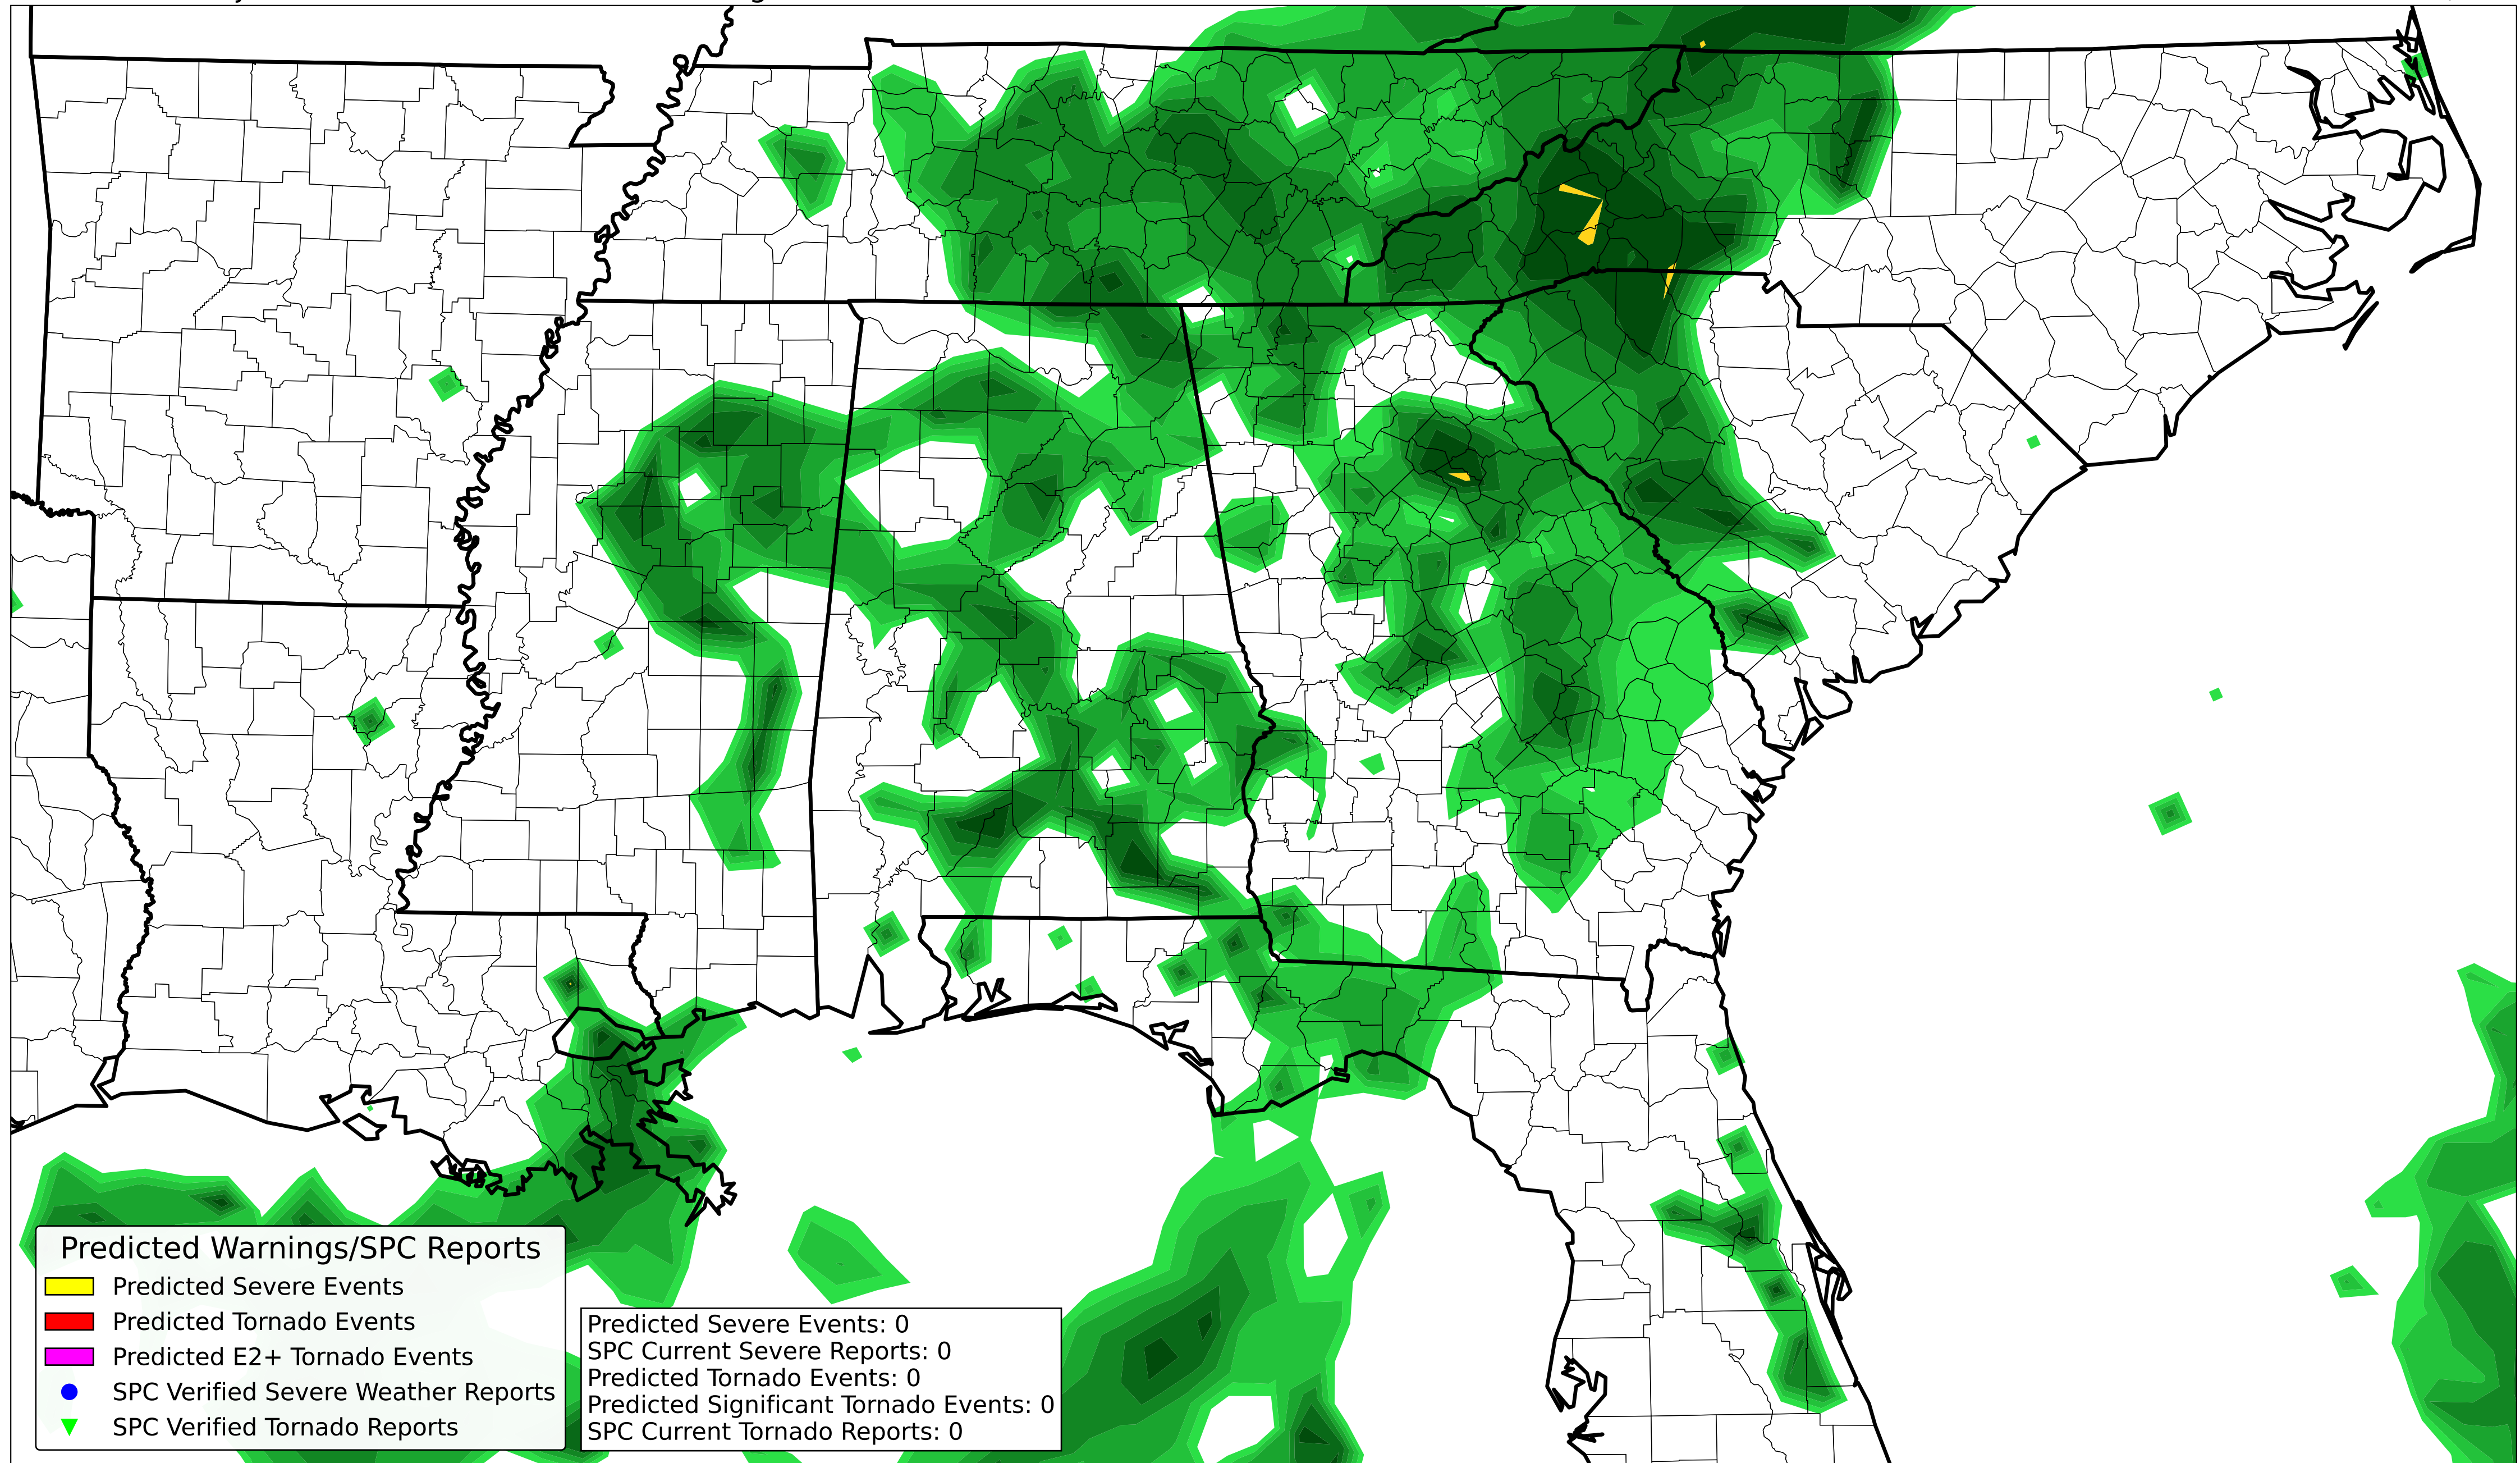 Predicted Warnings/SPC Reports
Predicted Severe Events
Predicted Tornado Events
Predicted E2+ Tornado Events
SPC Verified Severe Weather Reports
SPC Verified Tornado Reports
Predicted Severe Events: 0
SPC Current Severe Reports: 0
Predicted Tornado Events: 0
Predicted Significant Tornado Events: 0
SPC Current Tornado Reports: 0